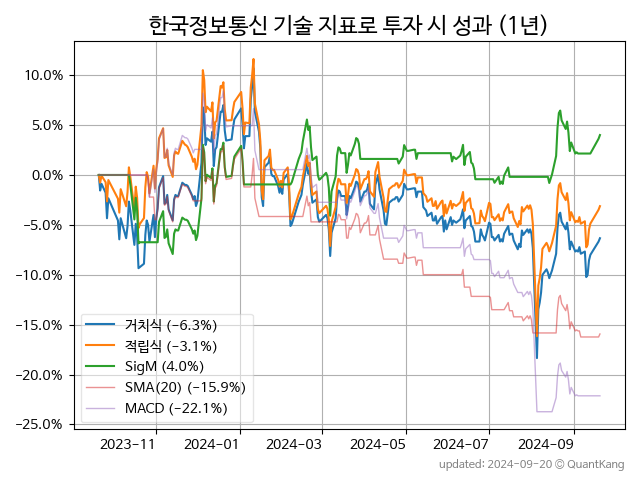 한국정보통신 기술 지표로 투자 시 성과 (1년)
10.0%
5.0%
0.0%
−5.0%
−10.0%
−15.0%
−20.0%
−25.0%
거치식 (−6.3%)
적립식 (−3.1%)
SigM (4.0%)
SMA(20) (−15.9%)
MACD (−22.1%)
2023-11 2024-01 2024-03 2024-05 2024-07 2024-09
updated: 2024-09-20 © QuantKang